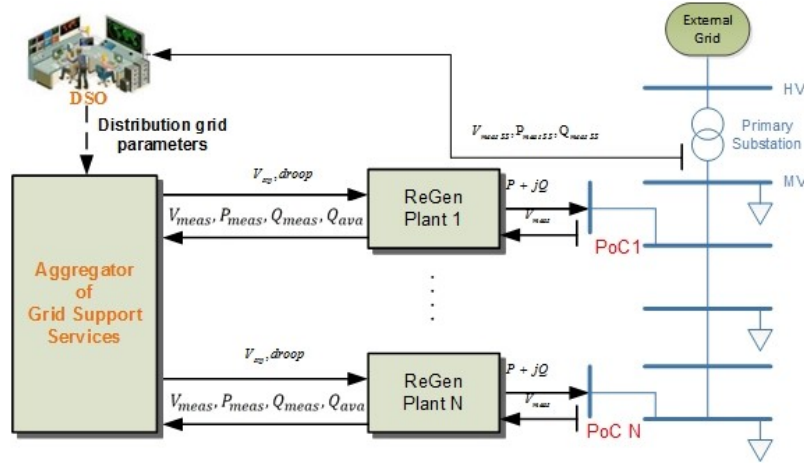 External
Grid
HV
DSO
Distribution grid
parameters
V_meas SS, P_meas SS, Q_meas SS
Primary
Substation
MV
V_sp, droop
V_meas, P_meas, Q_meas, Q_ava
ReGen
Plant 1
P + jQ
V_meas
PoC1
Aggregator
of
Grid Support
Services
V_sp, droop
V_meas, P_meas, Q_meas, Q_ava
ReGen
Plant N
P + jQ
V_meas
PoC N